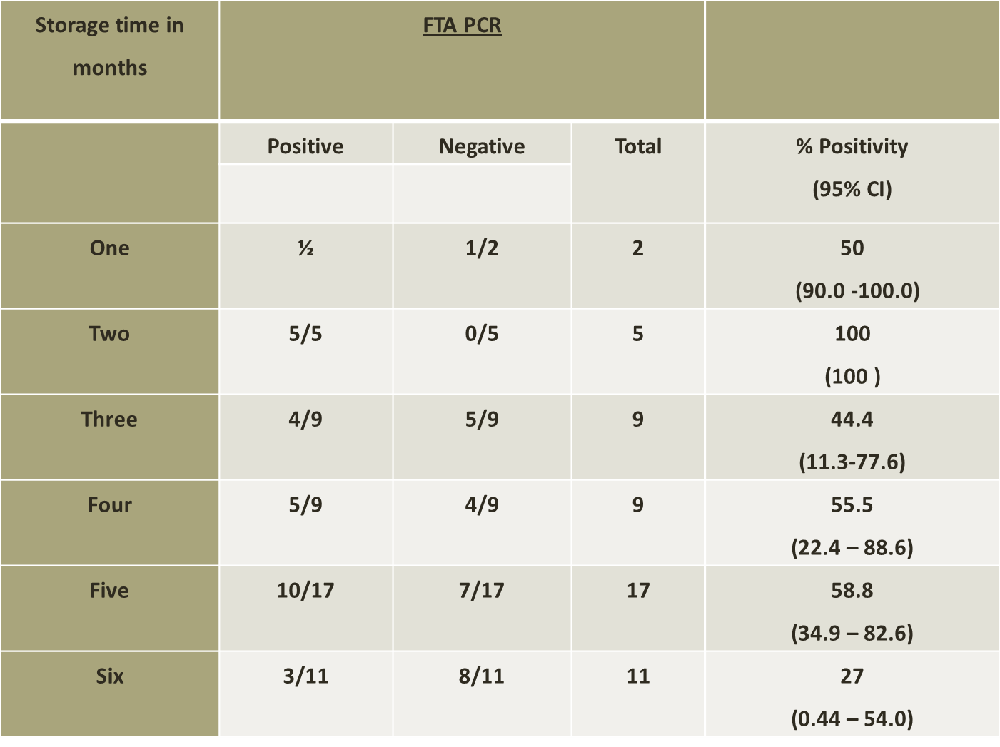 Storage time in
months
FTA PCR
Positive
Negative
Total
% Positivity
(95% CI)
One
½
1/2
2
50
(90.0 -100.0)
Two
5/5
0/5
5
100
(100 )
Three
4/9
5/9
9
44.4
(11.3-77.6)
Four
5/9
4/9
9
55.5
(22.4 – 88.6)
Five
10/17
7/17
17
58.8
(34.9 – 82.6)
Six
3/11
8/11
11
27
(0.44 – 54.0)